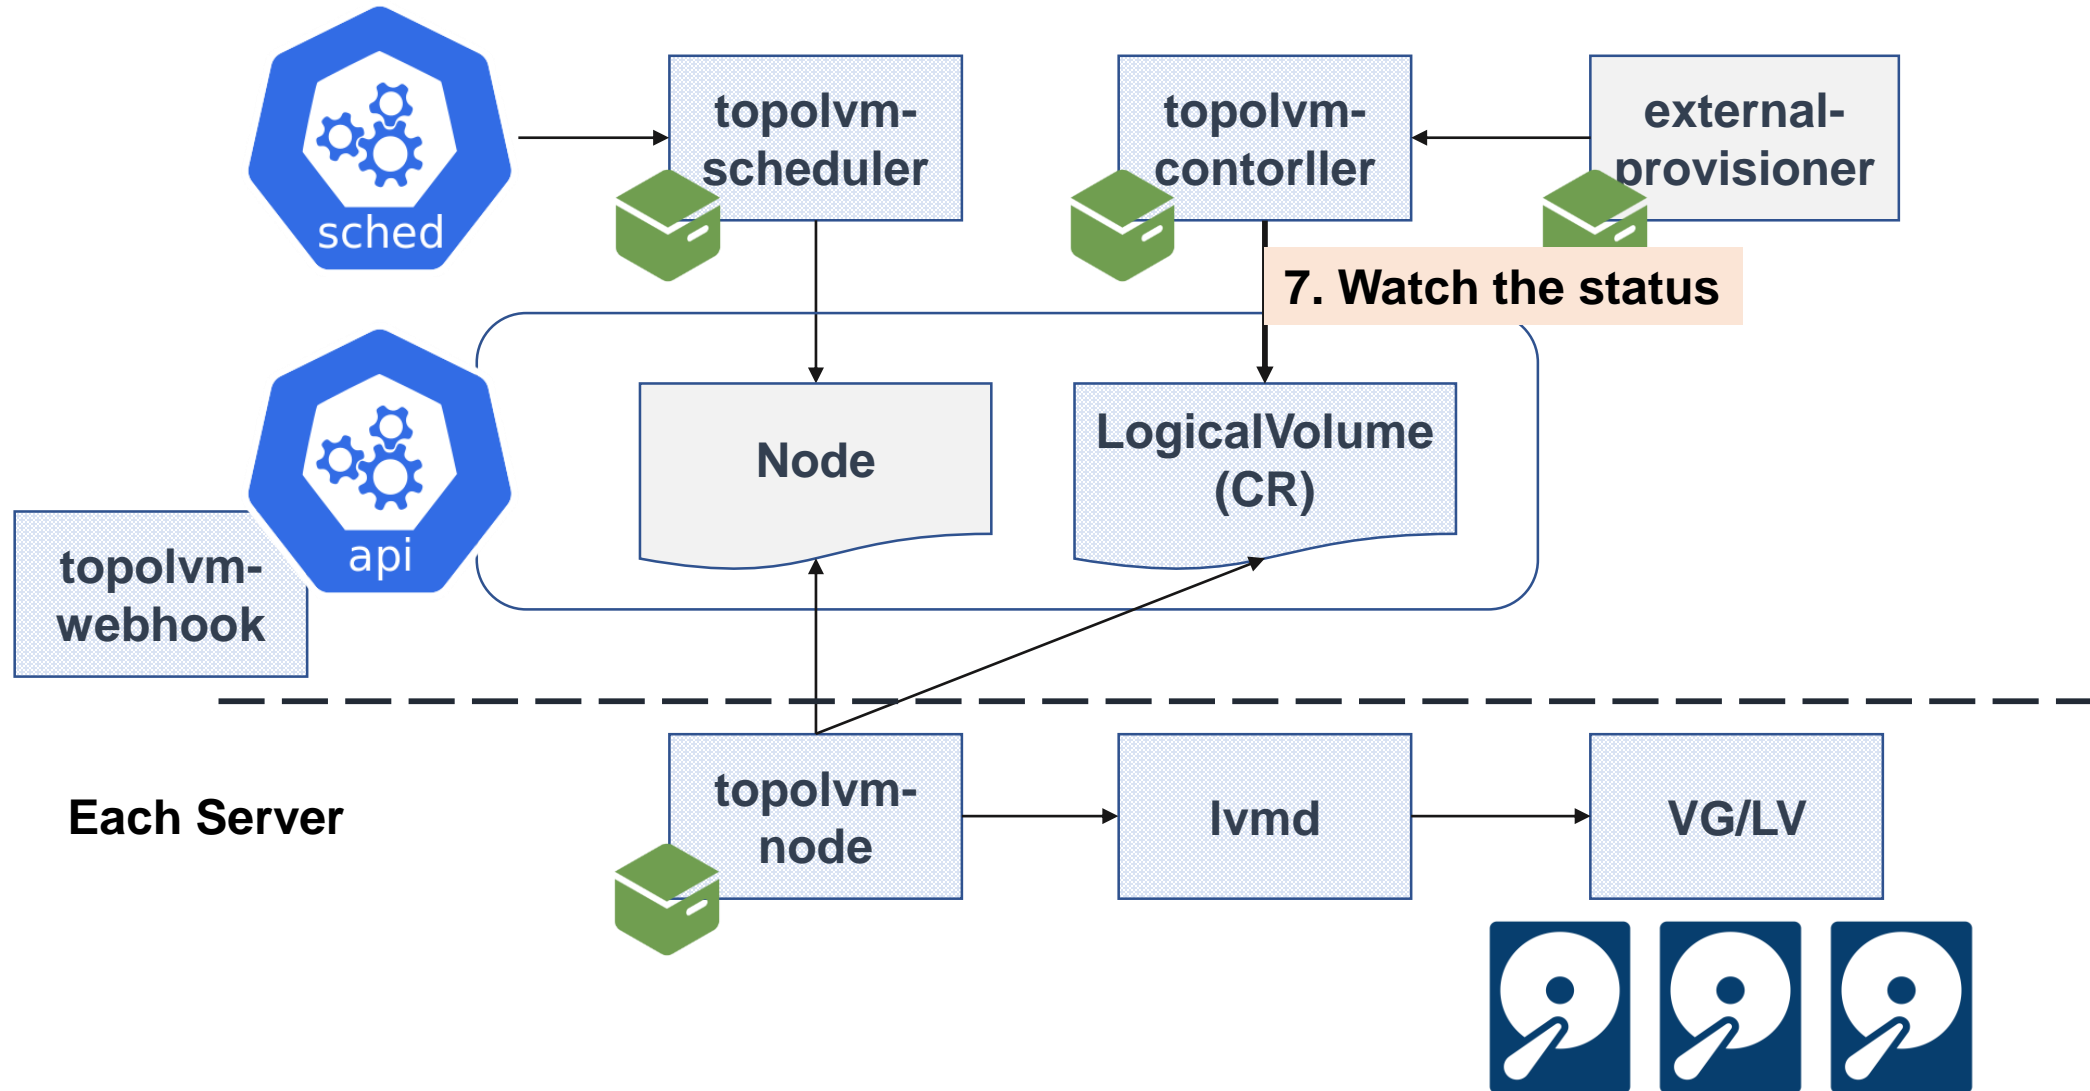 sched
topolvm-
scheduler
topolvm-
contorller
external-
provisioner
7. Watch the status
api
Node
LogicalVolume
(CR)
topolvm-
webhook
Each Server
topolvm-
node
lvmd
VG/LV